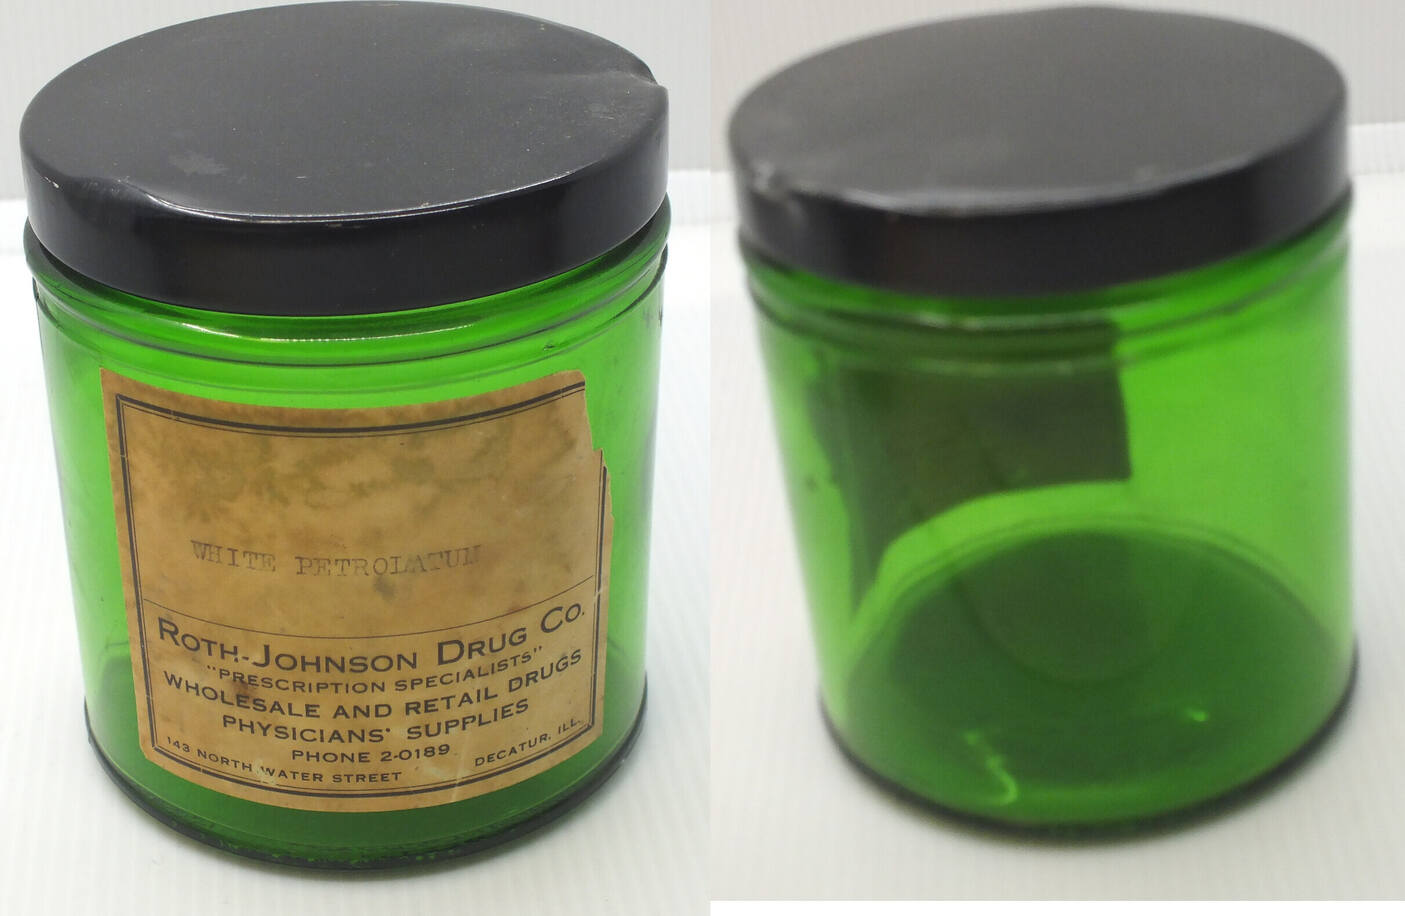 WHITE PETROLATUM
ROTH-JOHNSON DRUG CO.
"PRESCRIPTION SPECIALISTS"
WHOLESALE AND RETAIL DRUGS
PHYSICIANS' SUPPLIES
PHONE 2-0189
143 NORTH WATER STREET DECATUR, ILL.